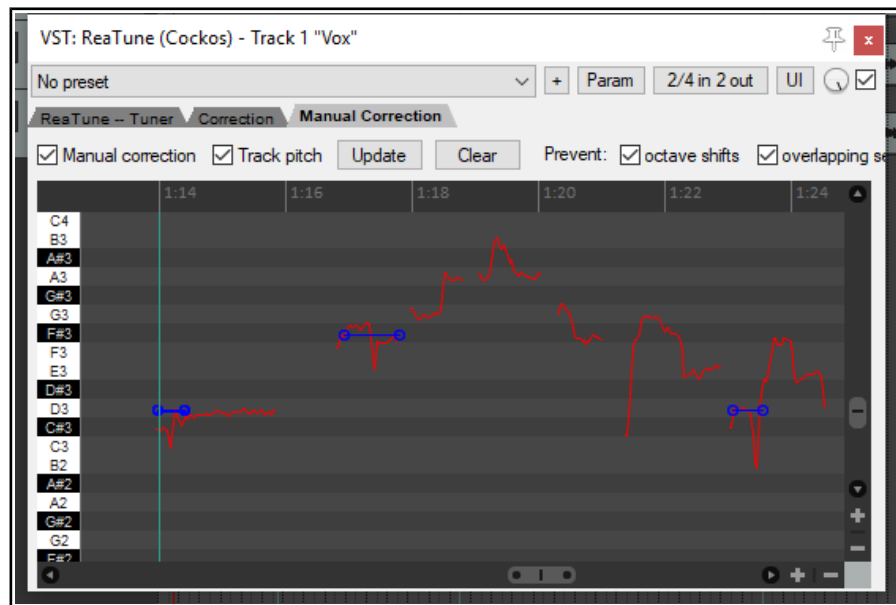 VST: ReaTune (Cockos) - Track 1 "Vox"
No preset + Param 2/4 in 2 out UI
ReaTune -- Tuner Correction Manual Correction
Manual correction Track pitch Update Clear Prevent: octave shifts overlapping se
1:14 1:16 1:18 1:20 1:22 1:24
C4
B3
A#3
A3
G#3
G3
F#3
F3
E3
D#3
D3
C#3
C3
B2
A#2
A2
G#2
G2
F#2